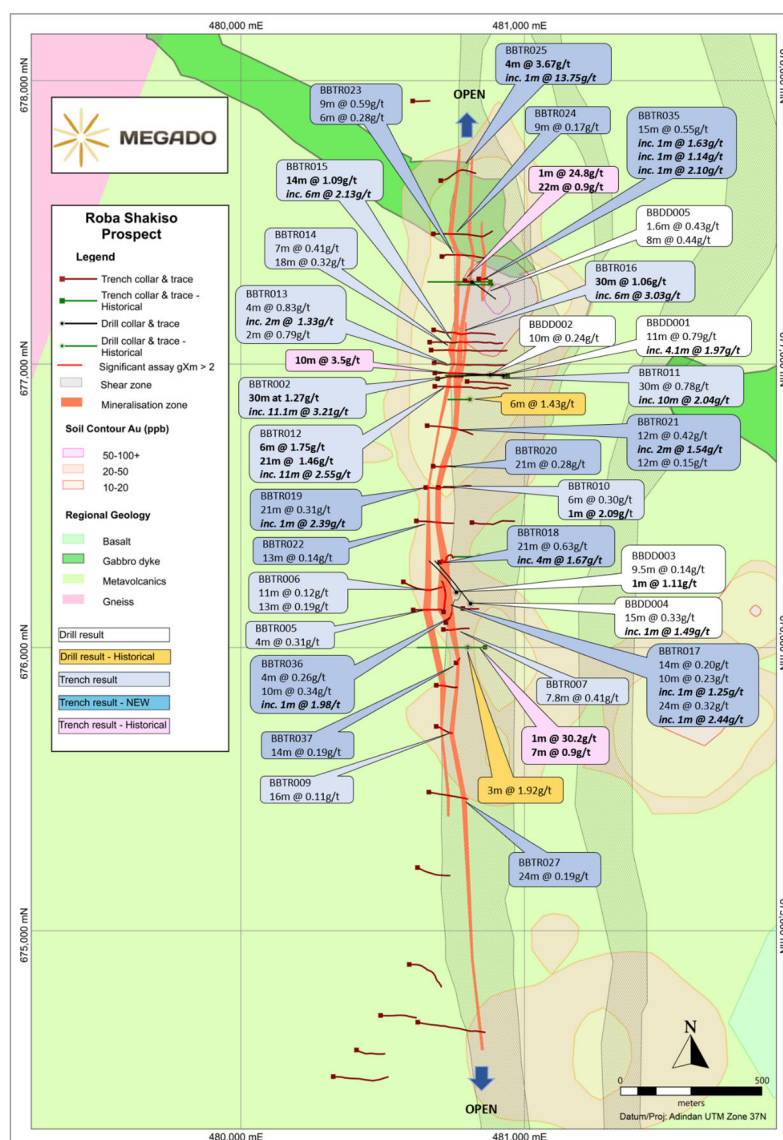 480,000 mE
481,000 mE
678,000 mN
677,000 mN
676,000 mN
675,000 mN
MEGADO
Roba Shakiso
Prospect
Legend
Trench collar & trace
Trench collar & trace -
Historical
Drill collar & trace
Drill collar & trace -
Historical
Significant assay gXm > 2
Shear zone
Mineralisation zone
Soil Contour Au (ppb)
50-100+
20-50
10-20
Regional Geology
Basalt
Gabbro dyke
Metavolcanics
Gneiss
Drill result
Drill result - Historical
Trench result
Trench result - NEW
Trench result - Historical
OPEN
BBTR025
4m @ 3.67g/t
inc. 1m @ 13.75g/t
BBTR023
9m @ 0.59g/t
6m @ 0.28g/t
BBTR024
9m @ 0.17g/t
BBTR035
15m @ 0.55g/t
inc. 1m @ 1.63g/t
inc. 1m @ 1.14g/t
inc. 1m @ 2.10g/t
BBTR015
14m @ 1.09g/t
inc. 6m @ 2.13g/t
1m @ 24.8g/t
22m @ 0.9g/t
BBDD005
1.6m @ 0.43g/t
8m @ 0.44g/t
BBTR014
7m @ 0.41g/t
18m @ 0.32g/t
BBTR016
30m @ 1.06g/t
inc. 6m @ 3.03g/t
BBTR013
4m @ 0.83g/t
inc. 2m @ 1.33g/t
2m @ 0.79g/t
BBDD002
10m @ 0.24g/t
BBDD001
11m @ 0.79g/t
inc. 4.1m @ 1.97g/t
10m @ 3.5g/t
BBTR002
30m at 1.27g/t
inc. 11.1m @ 3.21g/t
BBTR011
30m @ 0.78g/t
inc. 10m @ 2.04g/t
6m @ 1.43g/t
BBTR012
6m @ 1.75g/t
21m @ 1.46g/t
inc. 11m @ 2.55g/t
BBTR021
12m @ 0.42g/t
inc. 2m @ 1.54g/t
12m @ 0.15g/t
BBTR020
21m @ 0.28g/t
BBTR019
21m @ 0.31g/t
inc. 1m @ 2.39g/t
BBTR010
6m @ 0.30g/t
1m @ 2.09g/t
BBTR022
13m @ 0.14g/t
BBTR018
21m @ 0.63g/t
inc. 4m @ 1.67g/t
BBDD003
9.5m @ 0.14g/t
1m @ 1.11g/t
BBTR006
11m @ 0.12g/t
13m @ 0.19g/t
BBDD004
15m @ 0.33g/t
inc. 1m @ 1.49g/t
BBTR005
4m @ 0.31g/t
BBTR017
14m @ 0.20g/t
10m @ 0.23g/t
inc. 1m @ 1.25g/t
24m @ 0.32g/t
inc. 1m @ 2.44g/t
BBTR036
4m @ 0.26g/t
10m @ 0.34g/t
inc. 1m @ 1.98g/t
BBTR007
7.8m @ 0.41g/t
BBTR037
14m @ 0.19g/t
1m @ 30.2g/t
7m @ 0.9g/t
BBTR009
16m @ 0.11g/t
3m @ 1.92g/t
BBTR027
24m @ 0.19g/t
OPEN
N
0
500
meters
Datum/Proj: Adindan UTM Zone 37N
480,000 mE
481,000 mE